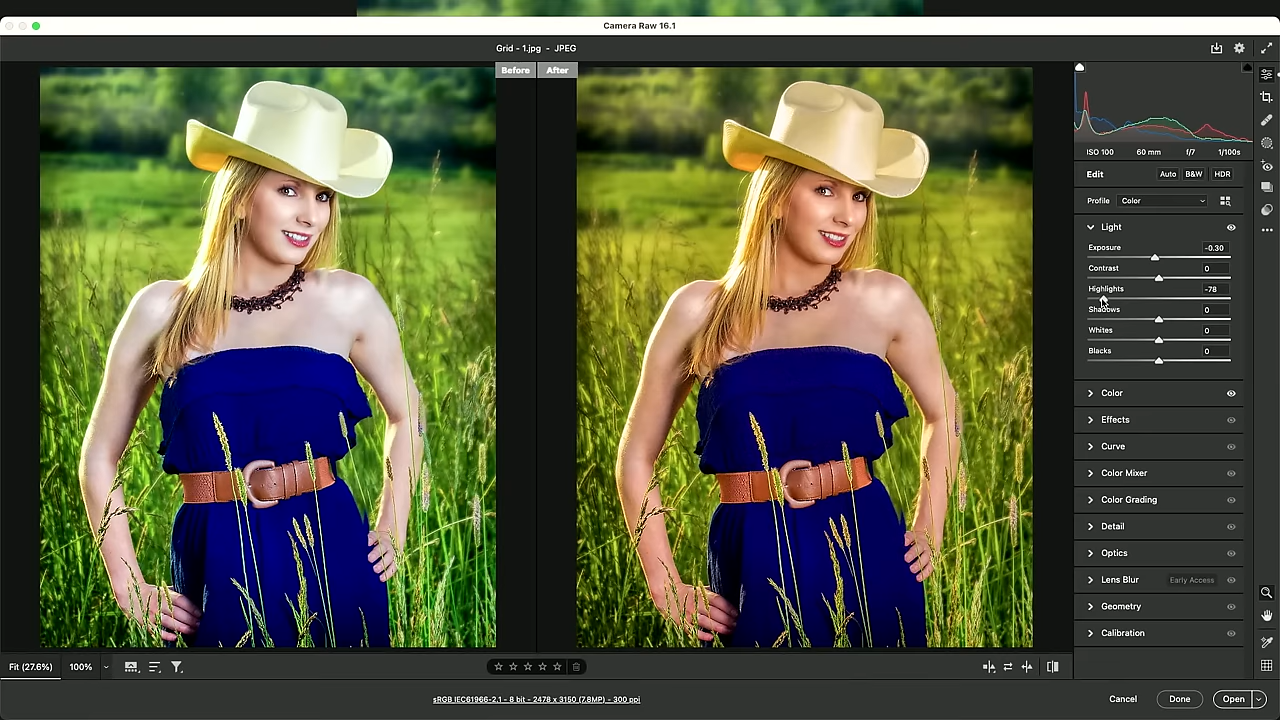 Camera Raw 16.1
Grid - 1.jpg - JPEG
Before After
ISO 100 60 mm f/7 1/100s
Edit Auto B&W HDR
Profile Color
Light
Exposure -0.30
Contrast 0
Highlights -78
Shadows 0
Whites 0
Blacks 0
Color
Effects
Curve
Color Mixer
Color Grading
Detail
Optics
Lens Blur Early Access
Geometry
Calibration
Fit (27.6%) 100%
sRGB IEC61966-2.1 - 8 bit - 2478 x 3150 (7.8MP) - 300 ppi
Cancel Done Open